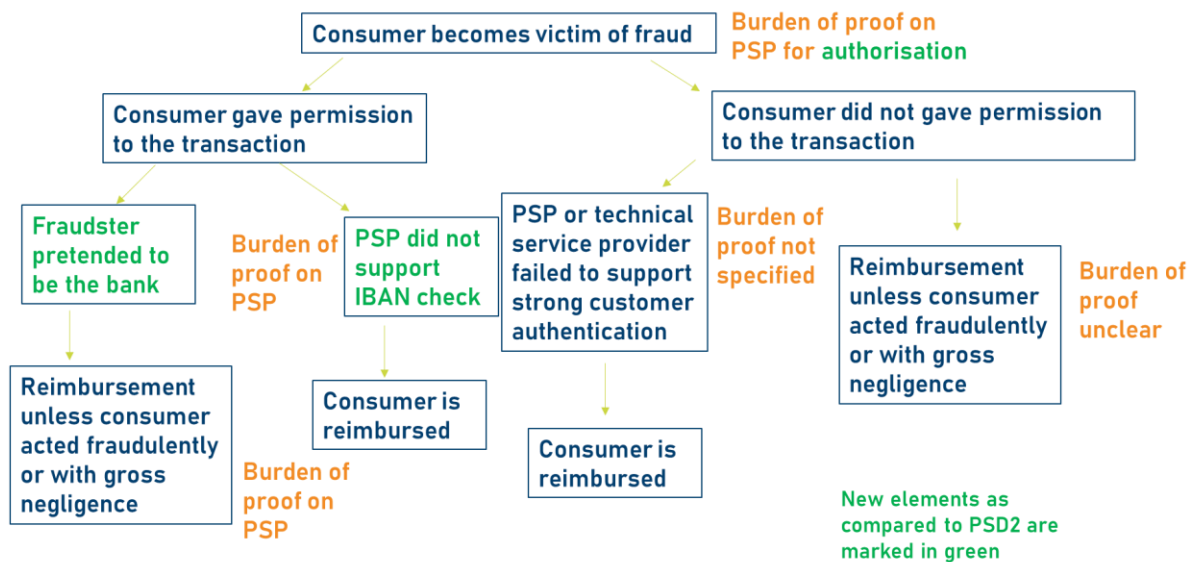 Consumer becomes victim of fraud
Burden of proof on
PSP for authorisation
Consumer gave permission
to the transaction
Consumer did not gave permission
to the transaction
Fraudster
pretended to
be the bank
Burden of
proof on
PSP
PSP did not
support
IBAN check
PSP or technical
service provider
failed to support
strong customer
authentication
Burden of
proof not
specified
Reimbursement
unless consumer
acted fraudulently
or with gross
negligence
Burden of
proof
unclear
Reimbursement
unless consumer
acted fraudulently
or with gross
negligence
Burden of
proof on
PSP
Consumer is
reimbursed
Consumer is
reimbursed
New elements as
compared to PSD2 are
marked in green